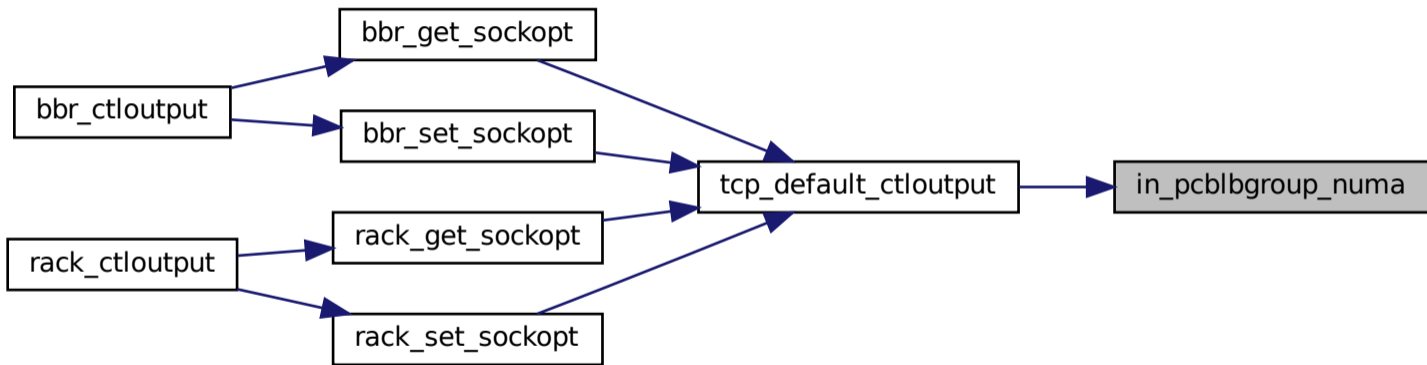 bbr_get_sockopt
bbr_ctloutput
bbr_set_sockopt
tcp_default_ctloutput
in_pcblbgroup_numa
rack_get_sockopt
rack_ctloutput
rack_set_sockopt